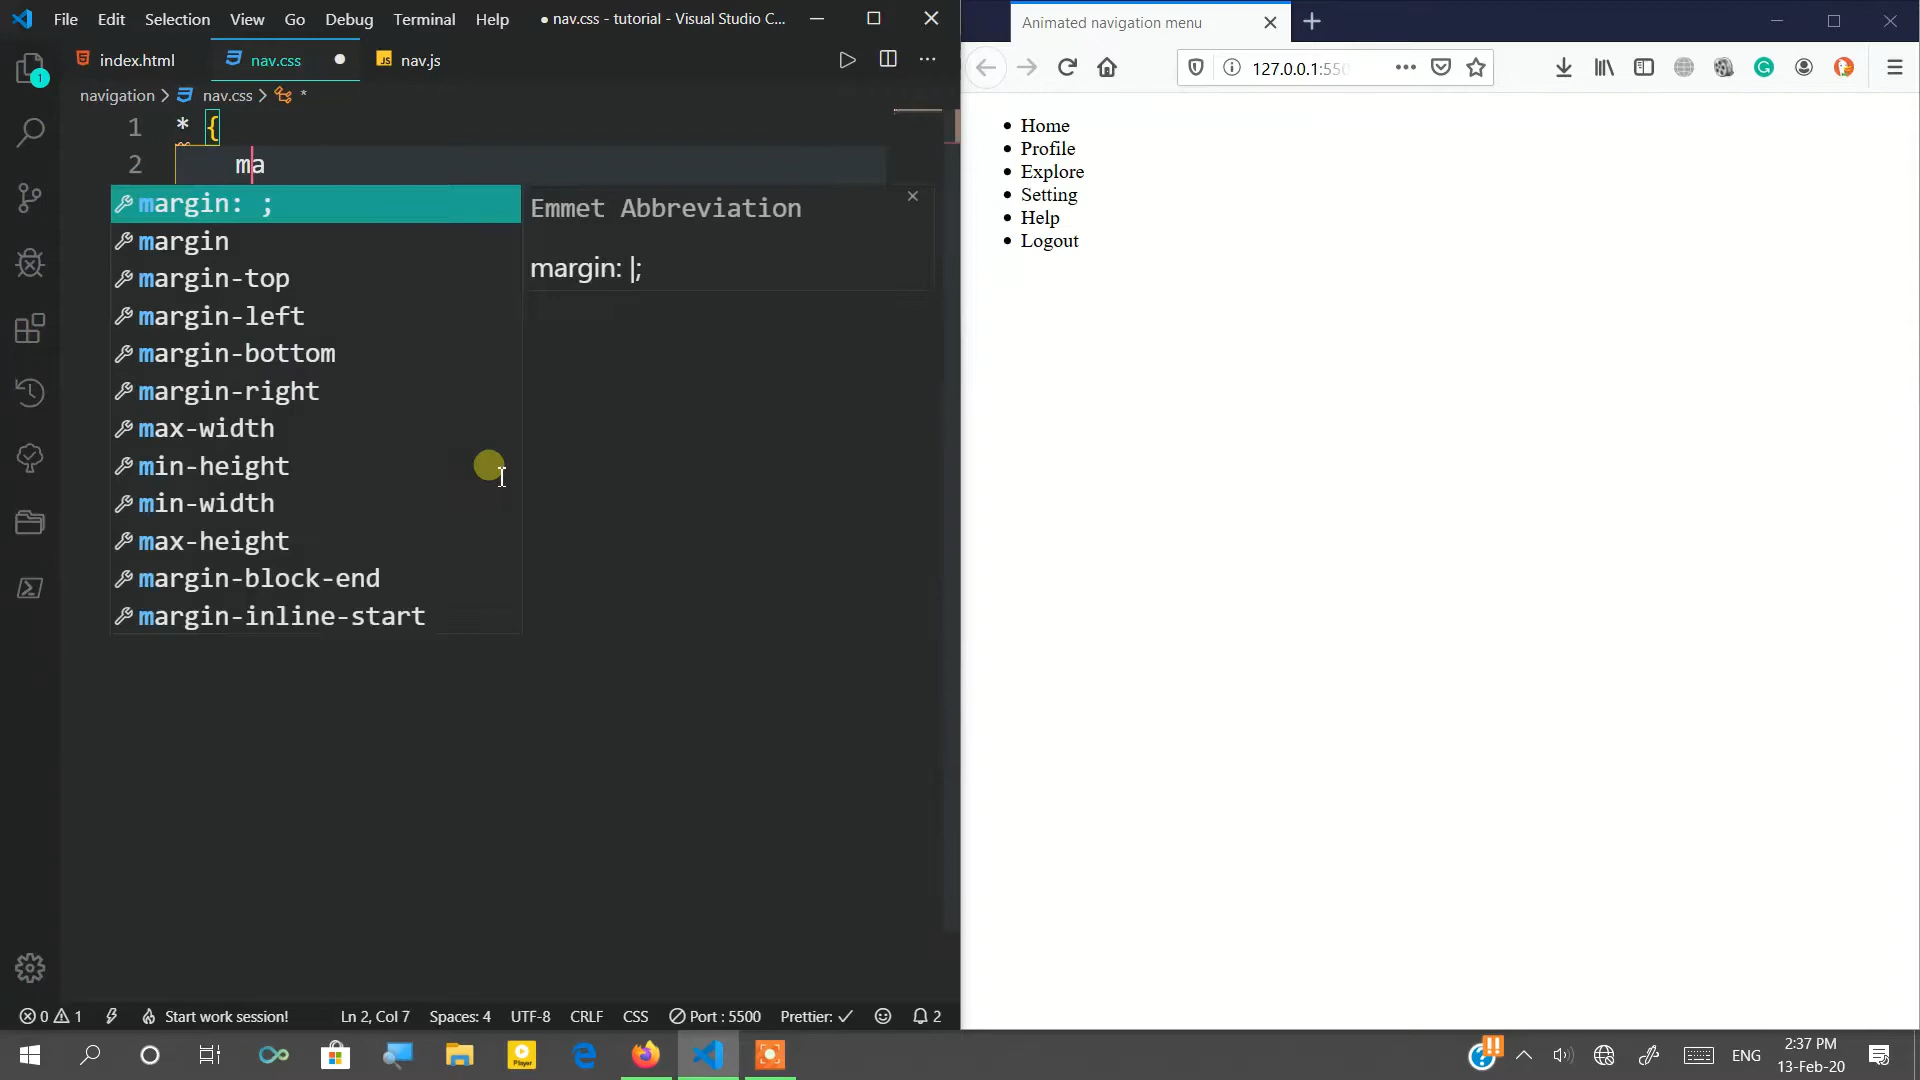 File Edit Selection View Go Debug Terminal Help ● nav.css - tutorial - Visual Studio C...
index.html nav.css ● JS nav.js
navigation > nav.css > *
1 * {
2 ma
margin: ;
margin
margin-top
margin-left
margin-bottom
margin-right
max-width
min-height
min-width
max-height
margin-block-end
margin-inline-start
Emmet Abbreviation
margin: |;
1
0 1 Start work session! Ln 2, Col 7 Spaces: 4 UTF-8 CRLF CSS Port : 5500 Prettier: ✓ 2
Animated navigation menu
127.0.0.1:550
• Home
• Profile
• Explore
• Setting
• Help
• Logout
Player
ENG
2:37 PM
13-Feb-20